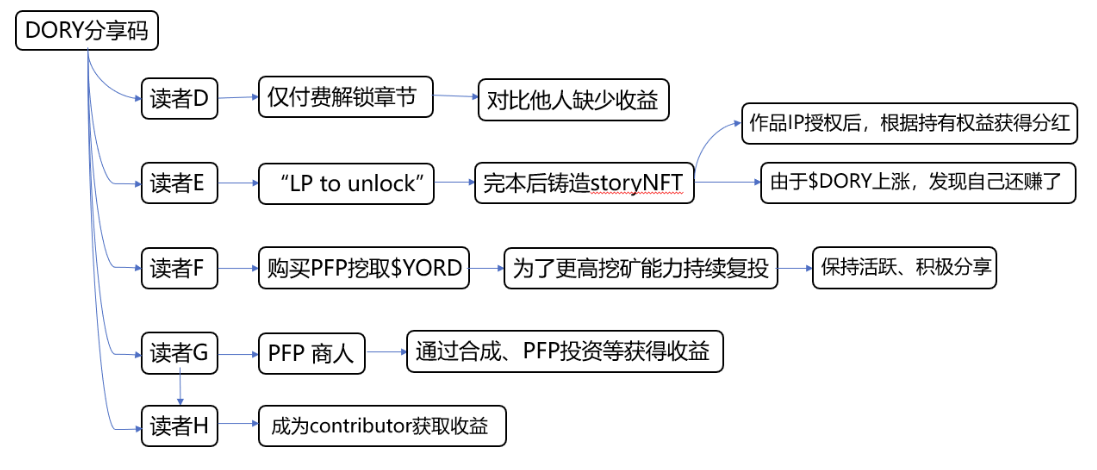 DORY分享码
读者D
仅付费解锁章节
对比他人缺少收益
作品IP授权后，根据持有权益获得分红
读者E
“LP to unlock”
完本后铸造storyNFT
由于$DORY上涨，发现自己还赚了
读者F
购买PFP挖取$YORD
为了更高挖矿能力持续复投
保持活跃、积极分享
读者G
PFP 商人
通过合成、PFP投资等获得收益
读者H
成为contributor获取收益